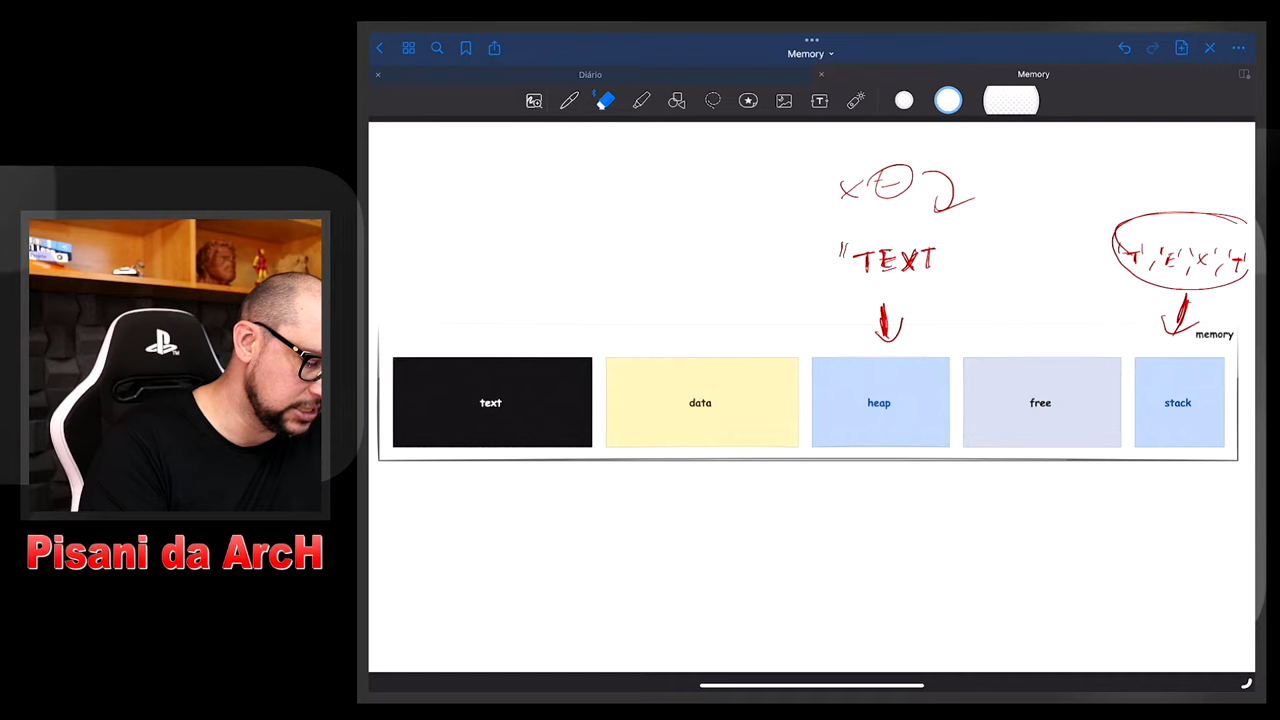 Memory
Diário
Memory
"TEXT
'T','E','X','T'
memory
text
data
heap
free
stack
Pisani da ArcH